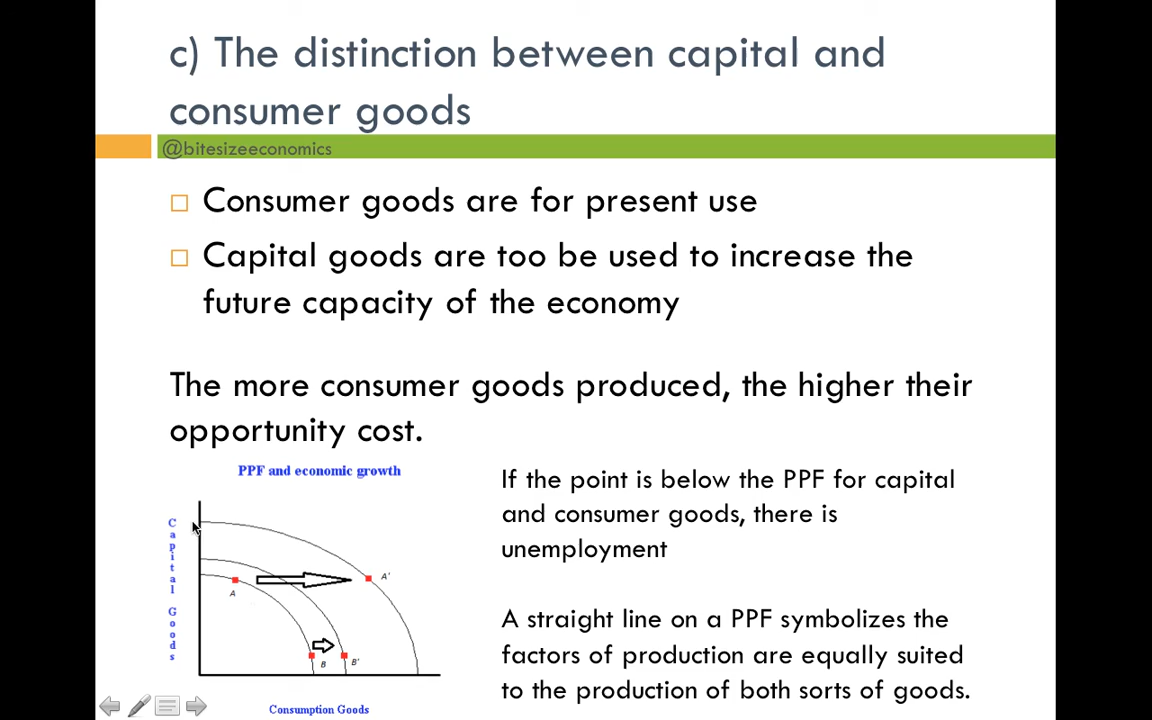 c) The distinction between capital and
consumer goods
@bitesizeeconomics
Consumer goods are for present use
Capital goods are too be used to increase the
future capacity of the economy
The more consumer goods produced, the higher their
opportunity cost.
PPF and economic growth
Capital Goods
A
A'
B
B'
Consumption Goods
If the point is below the PPF for capital
and consumer goods, there is
unemployment
A straight line on a PPF symbolizes the
factors of production are equally suited
to the production of both sorts of goods.